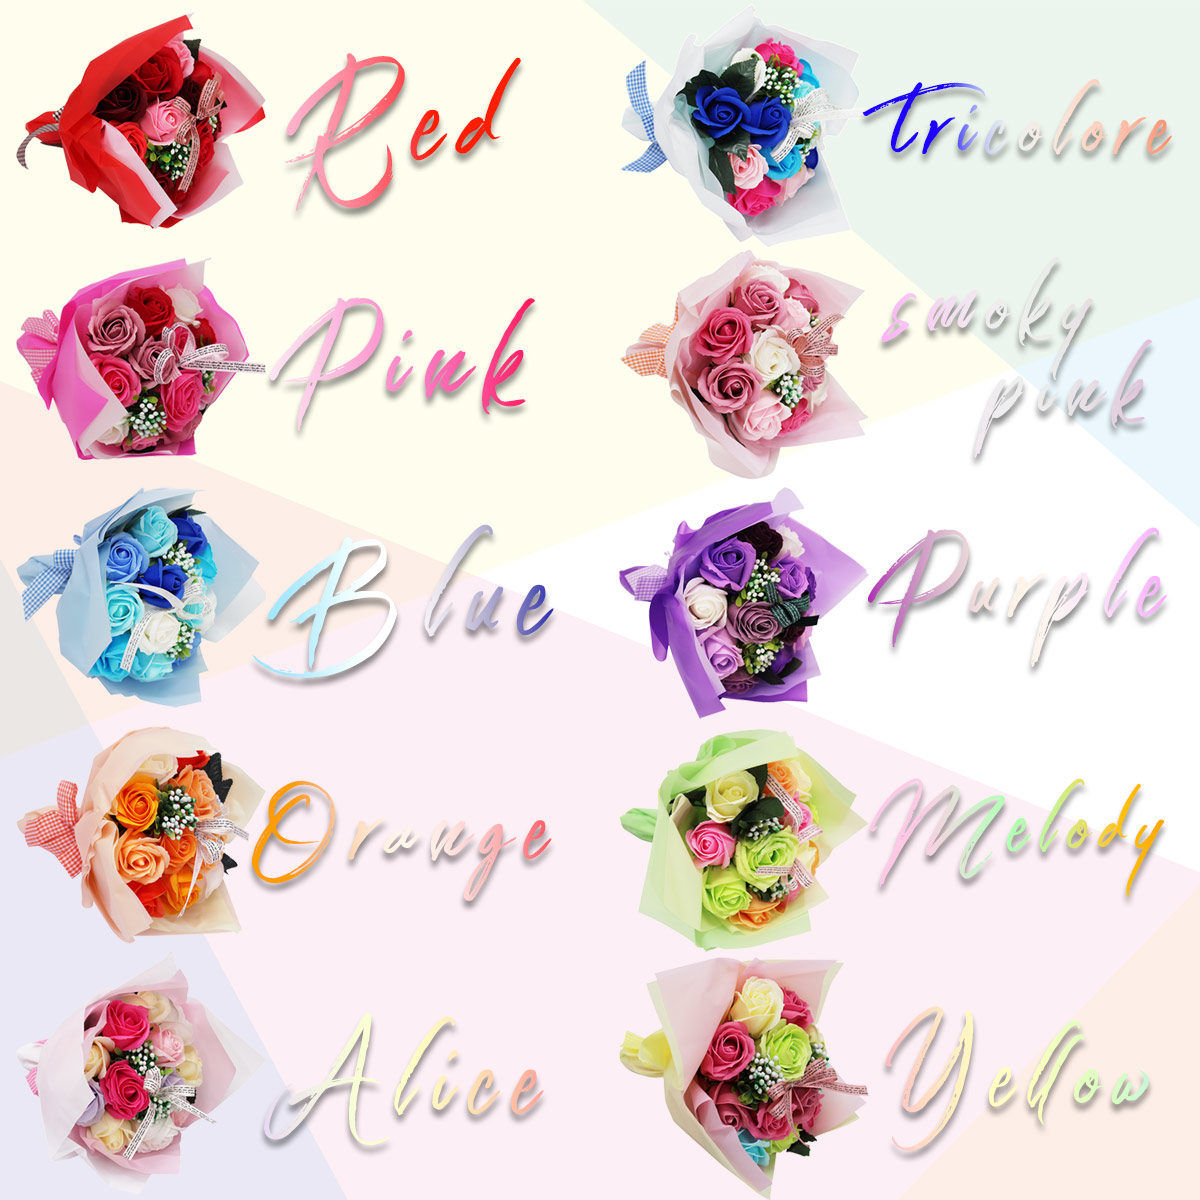 Red
Tricolore
Pink
smoky
pink
Blue
Purple
Orange
Melody
Alice
Yellow